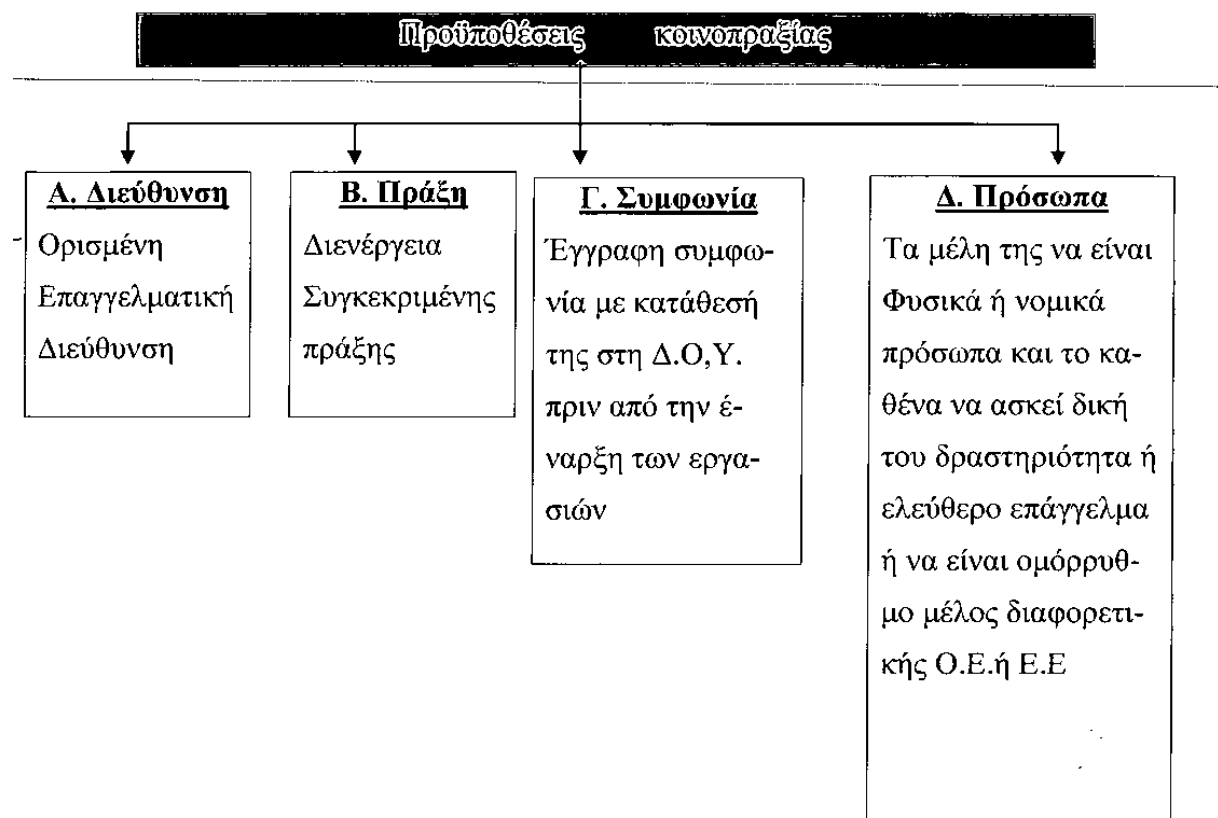 Προϋποθέσεις κοινοπραξίας
Α. Διεύθυνση
Ορισμένη
Επαγγελματική
Διεύθυνση
Β. Πράξη
Διενέργεια
Συγκεκριμένης
πράξης
Γ. Συμφωνία
Έγγραφη συμφω-
νία με κατάθεσή
της στη Δ.Ο,Υ.
πριν από την έ-
ναρξη των εργα-
σιών
Δ. Πρόσωπα
Τα μέλη της να είναι
Φυσικά ή νομικά
πρόσωπα και το κα-
θένα να ασκεί δική
του δραστηριότητα ή
ελεύθερο επάγγελμα
ή να είναι ομόρρυθ-
μο μέλος διαφορετι-
κής Ο.Ε.ή Ε.Ε